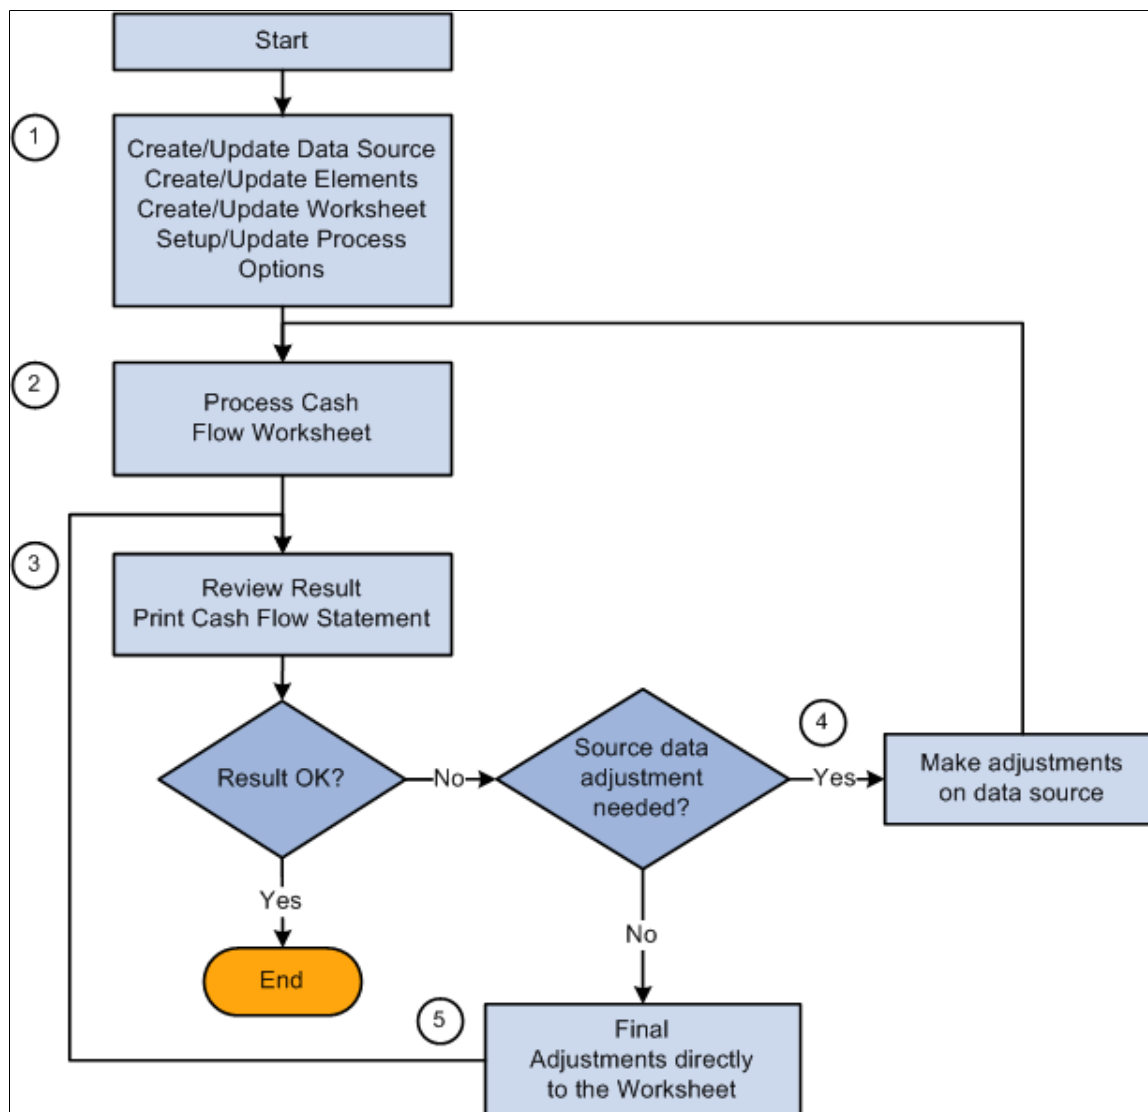 Start
1
Create/Update Data Source
Create/Update Elements
Create/Update Worksheet
Setup/Update Process
Options
2
Process Cash
Flow Worksheet
3
Review Result
Print Cash Flow Statement
Result OK?
No
Source data
adjustment
needed?
4
Yes
Make adjustments
on data source
Yes
End
No
5
Final
Adjustments directly
to the Worksheet